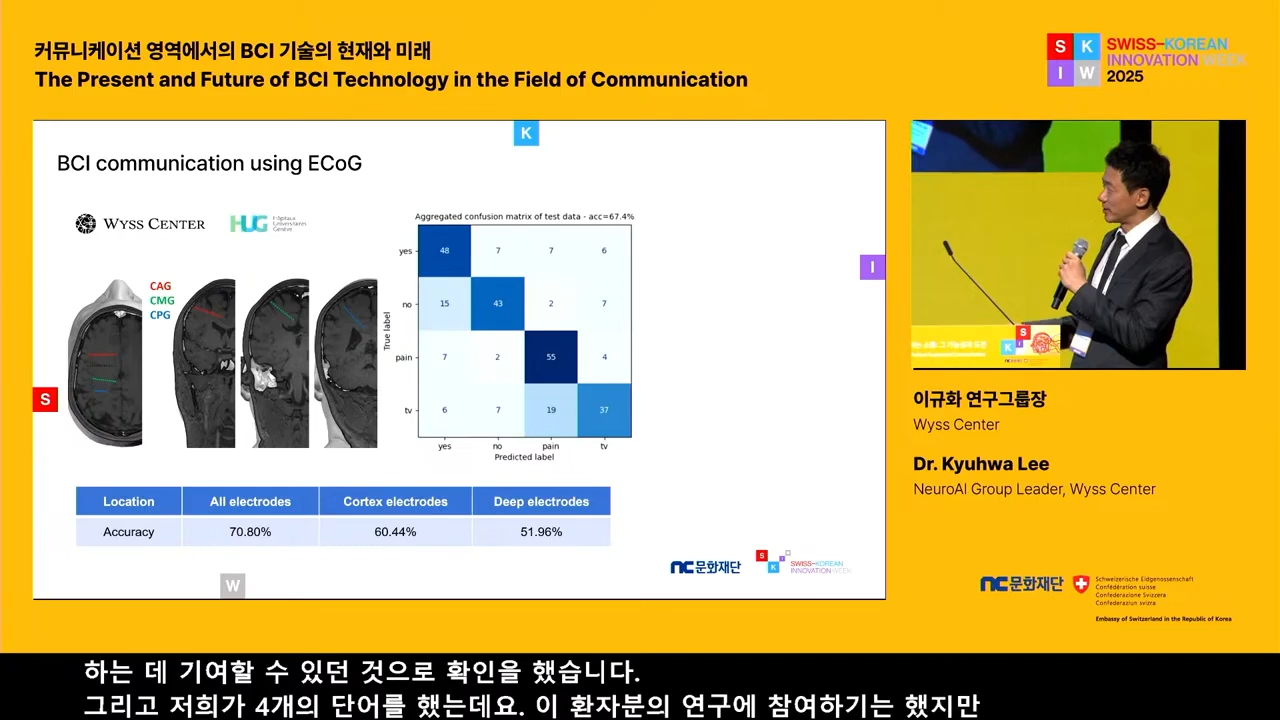 커뮤니케이션 영역에서의 BCI 기술의 현재와 미래
The Present and Future of BCI Technology in the Field of Communication
S K
I W
SWISS-KOREAN
INNOVATION WEEK
2025
K
BCI communication using ECoG
WYSS CENTER
HUG
Hôpitaux
Universitaires
Genève
CAG
CMG
CPG
Aggregated confusion matrix of test data - acc=67.4%
True label
yes 48 7 7 6
no 15 43 2 7
pain 7 2 55 4
tv 6 7 19 37
yes no pain tv
Predicted label
I
S
Location All electrodes Cortex electrodes Deep electrodes
Accuracy 70.80% 60.44% 51.96%
W
nc문화재단
S
K I
SWISS-KOREAN
INNOVATION WEEK
S
K I
이규화 연구그룹장
Wyss Center
Dr. Kyuhwa Lee
NeuroAI Group Leader, Wyss Center
nc문화재단
Schweizerische Eidgenossenschaft
Confédération suisse
Confederazione Svizzera
Confederaziun svizra
Embassy of Switzerland in the Republic of Korea
하는 데 기여할 수 있던 것으로 확인을 했습니다.
그리고 저희가 4개의 단어를 했는데요. 이 환자분의 연구에 참여하기는 했지만